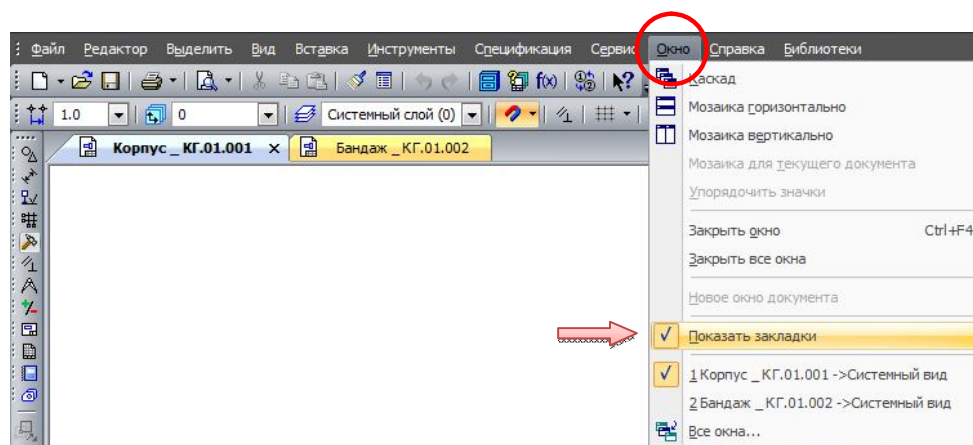 Файл Редактор Выделить Вид Вставка Инструменты Спецификация Сервис Окно Справка Библиотеки
f(x)
1.0 0 Системный слой (0)
Корпус _ КГ.01.001 x Бандаж _ КГ.01.002
Каскад
Мозаика горизонтально
Мозаика вертикально
Мозаика для текущего документа
Упорядочить значки
Закрыть окно Ctrl+F4
Закрыть все окна
Новое окно документа
Показать закладки
1 Корпус _ КГ.01.001 ->Системный вид
2 Бандаж _ КГ.01.002 ->Системный вид
Все окна...